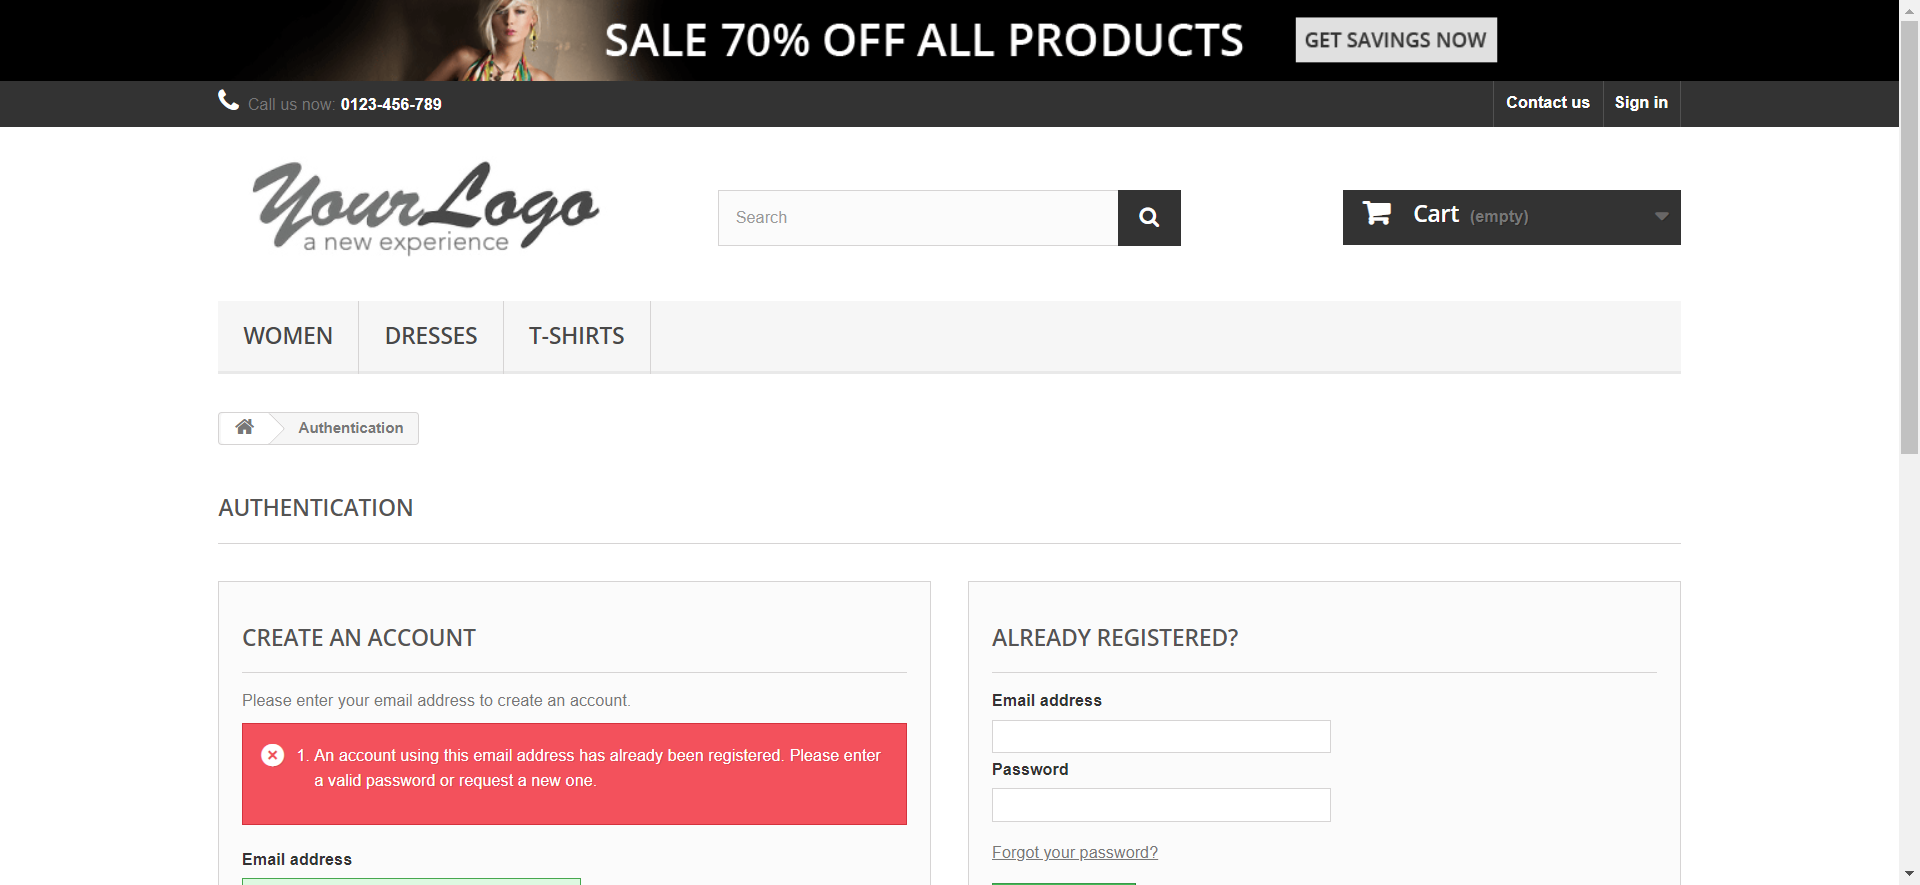 SALE 70% OFF ALL PRODUCTS
GET SAVINGS NOW
Call us now: 0123-456-789
Contact us
Sign in
YourLogo
a new experience
Search
Cart (empty)
WOMEN
DRESSES
T-SHIRTS
Authentication
AUTHENTICATION
CREATE AN ACCOUNT
Please enter your email address to create an account.
1. An account using this email address has already been registered. Please enter
a valid password or request a new one.
Email address
ALREADY REGISTERED?
Email address
Password
Forgot your password?